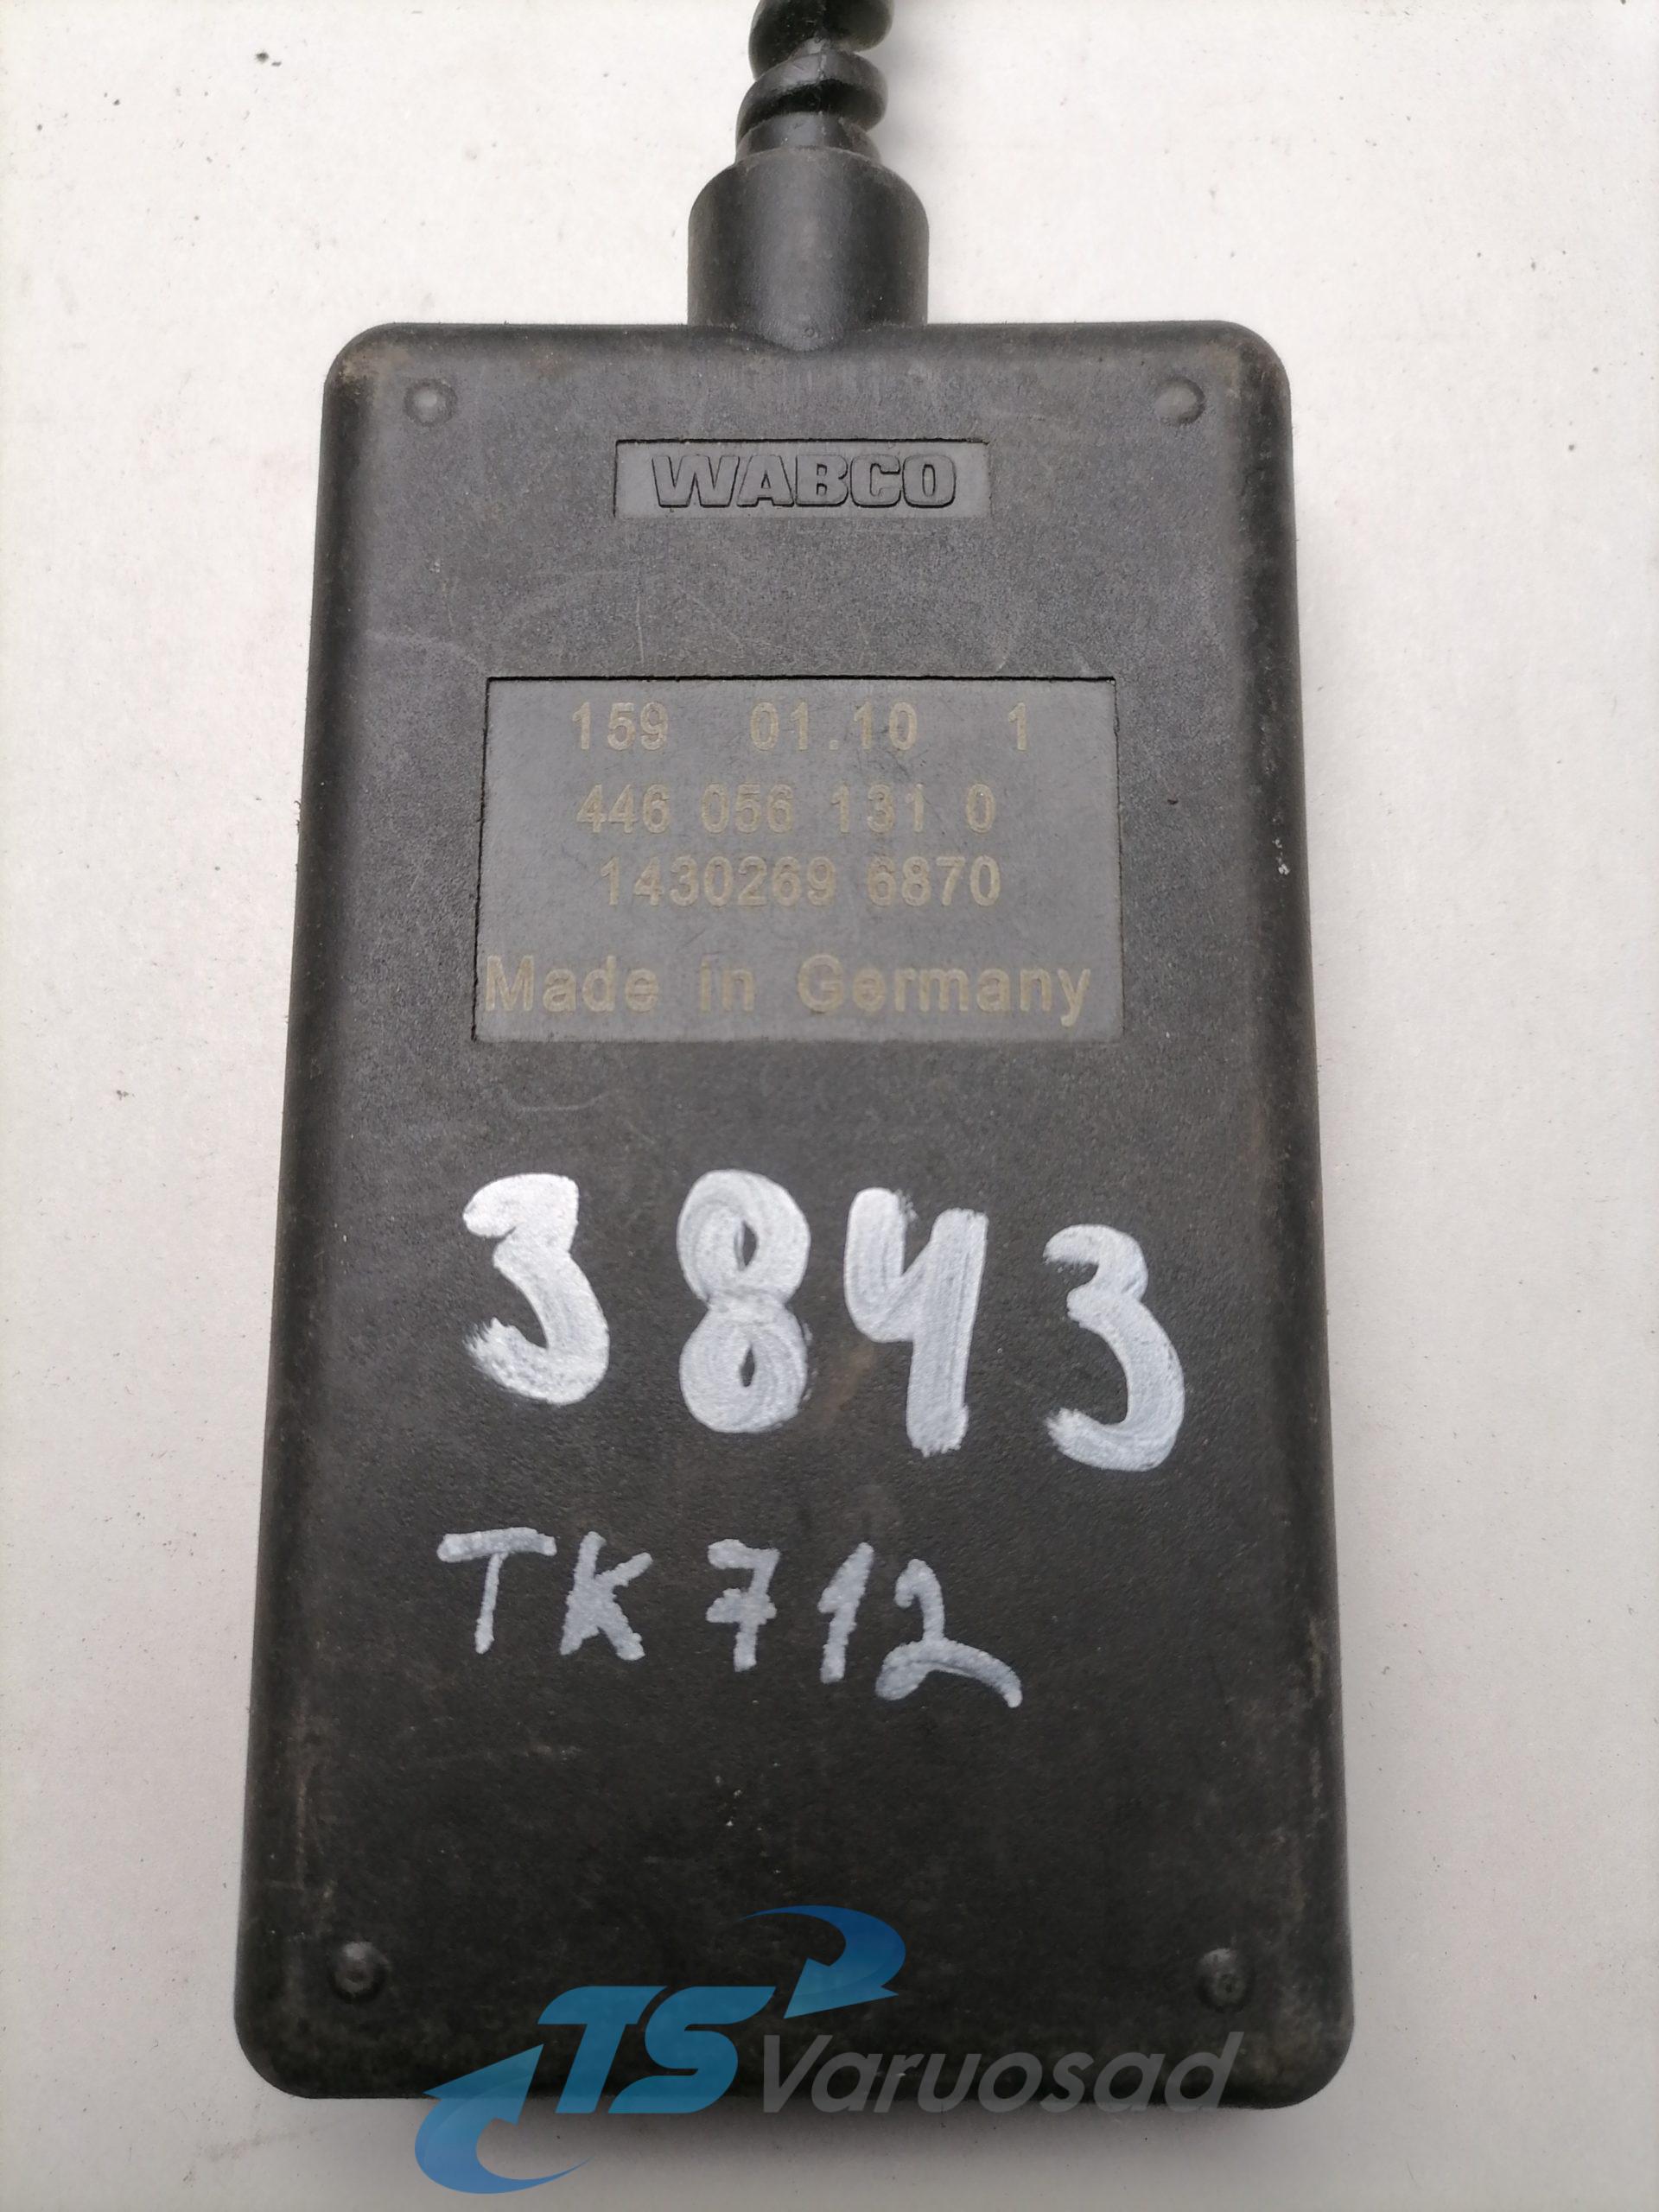 WABCO
159 01.10 1
446 056 131 0
1430269 6870
Made in Germany
3843
TK712
TS Varuosad